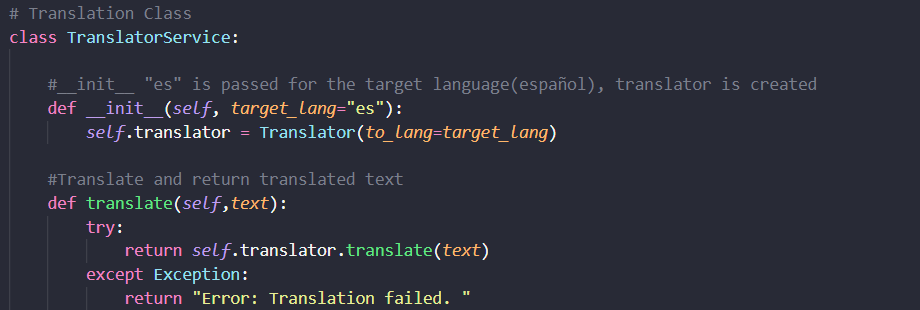 # Translation Class
class TranslatorService:
#__init__ "es" is passed for the target language(español), translator is created
def __init__(self, target_lang="es"):
self.translator = Translator(to_lang=target_lang)
#Translate and return translated text
def translate(self,text):
try:
return self.translator.translate(text)
except Exception:
return "Error: Translation failed. "